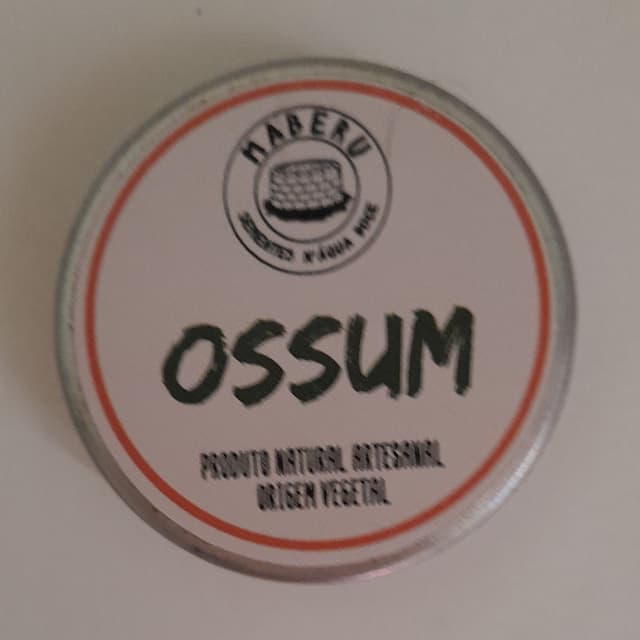 MABERU
SEMENTES D'ÁGUA DOCE
OSSUM
PRODUTO NATURAL ARTESANAL
ORIGEM VEGETAL